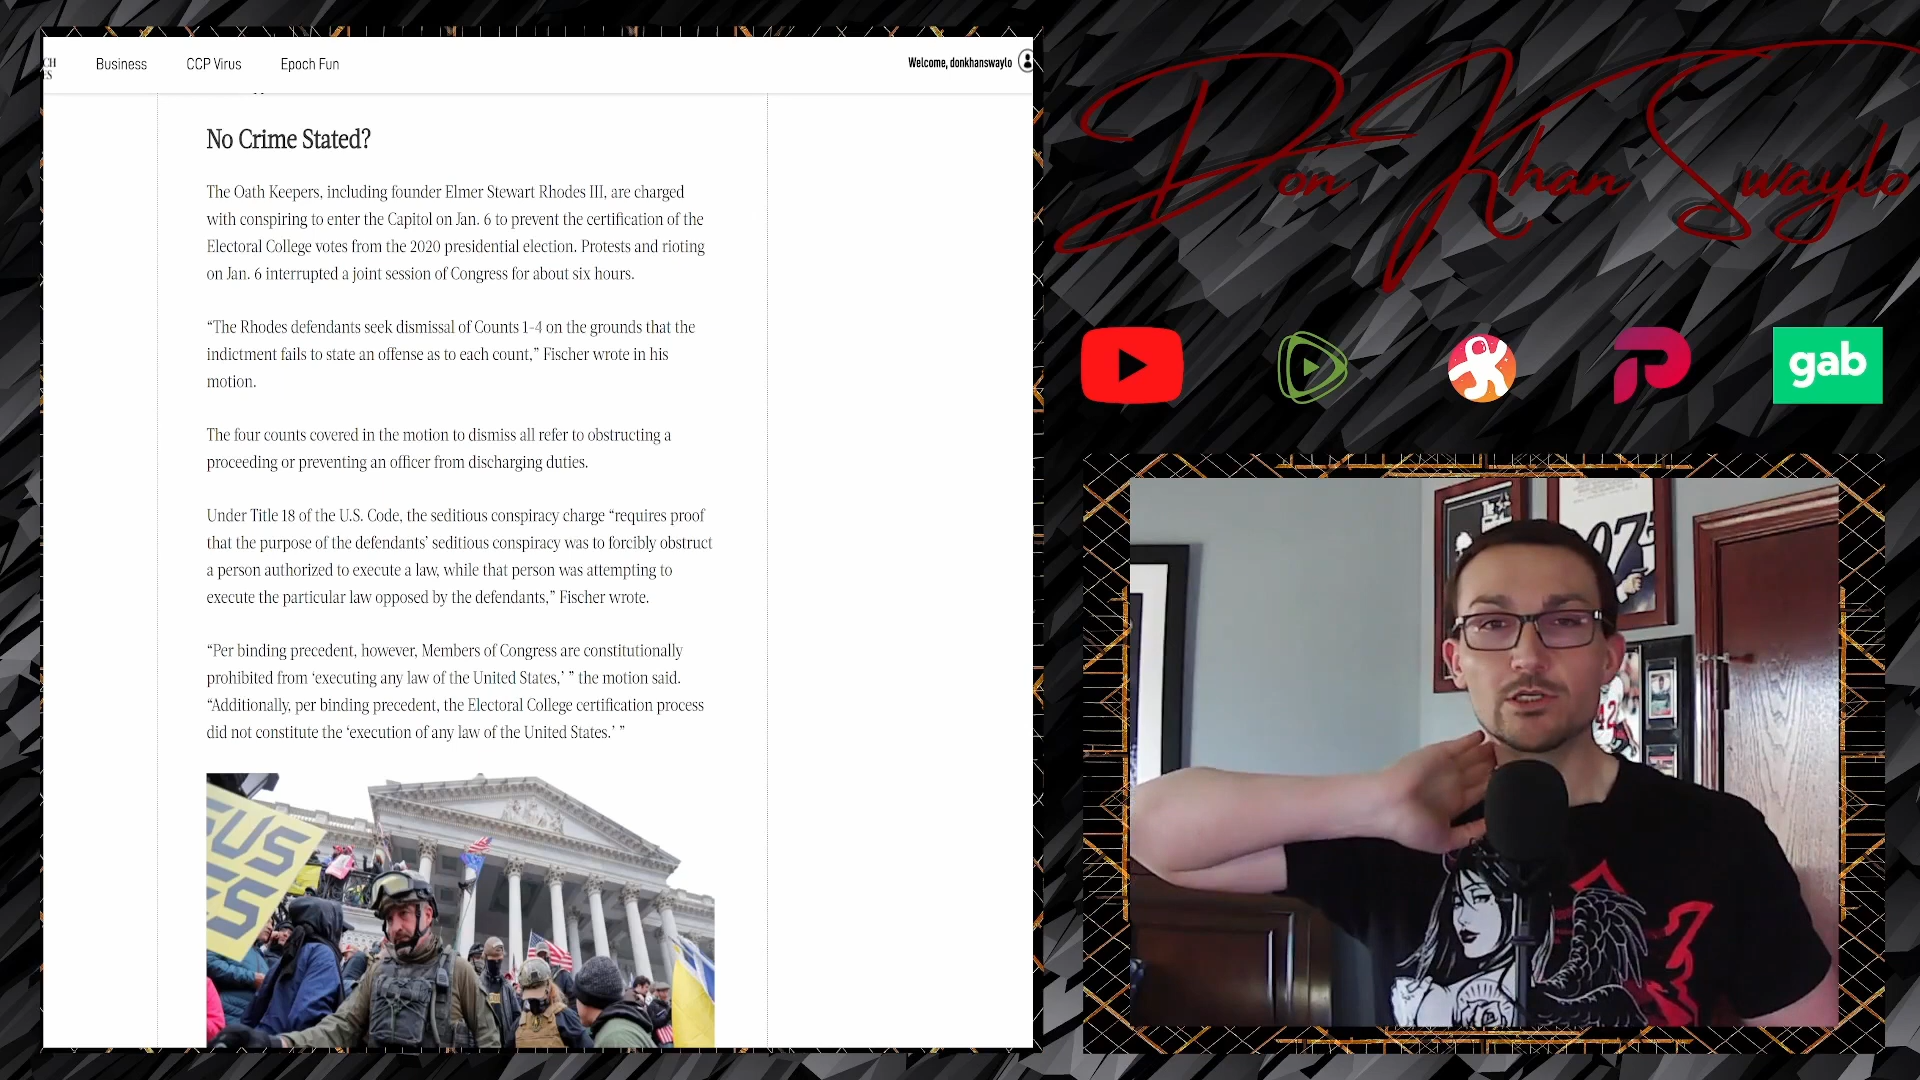 CH
ES
Business
CCP Virus
Epoch Fun
Welcome, donkhanswaylo
No Crime Stated?
The Oath Keepers, including founder Elmer Stewart Rhodes III, are charged
with conspiring to enter the Capitol on Jan. 6 to prevent the certification of the
Electoral College votes from the 2020 presidential election. Protests and rioting
on Jan. 6 interrupted a joint session of Congress for about six hours.
“The Rhodes defendants seek dismissal of Counts 1-4 on the grounds that the
indictment fails to state an offense as to each count,” Fischer wrote in his
motion.
The four counts covered in the motion to dismiss all refer to obstructing a
proceeding or preventing an officer from discharging duties.
Under Title 18 of the U.S. Code, the seditious conspiracy charge “requires proof
that the purpose of the defendants’ seditious conspiracy was to forcibly obstruct
a person authorized to execute a law, while that person was attempting to
execute the particular law opposed by the defendants,” Fischer wrote.
“Per binding precedent, however, Members of Congress are constitutionally
prohibited from ‘executing any law of the United States,’ ” the motion said.
“Additionally, per binding precedent, the Electoral College certification process
did not constitute the ‘execution of any law of the United States.’ ”
SUS
ES
Don Khan Swaylo
gab
007
42